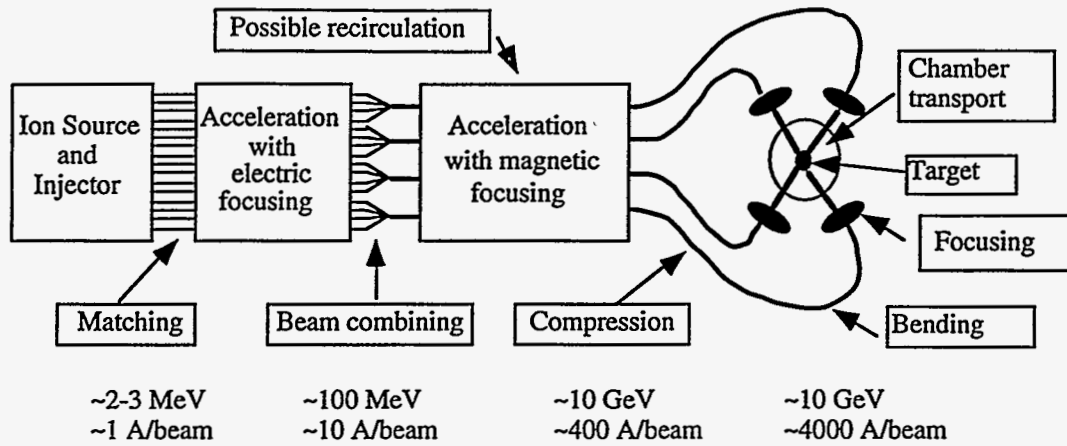 Possible recirculation
Ion Source
and
Injector
Acceleration
with
electric
focusing
Acceleration
with magnetic
focusing
Chamber
transport
Target
Focusing
Matching
Beam combining
Compression
Bending
~2-3 MeV
~1 A/beam
~100 MeV
~10 A/beam
~10 GeV
~400 A/beam
~10 GeV
~4000 A/beam